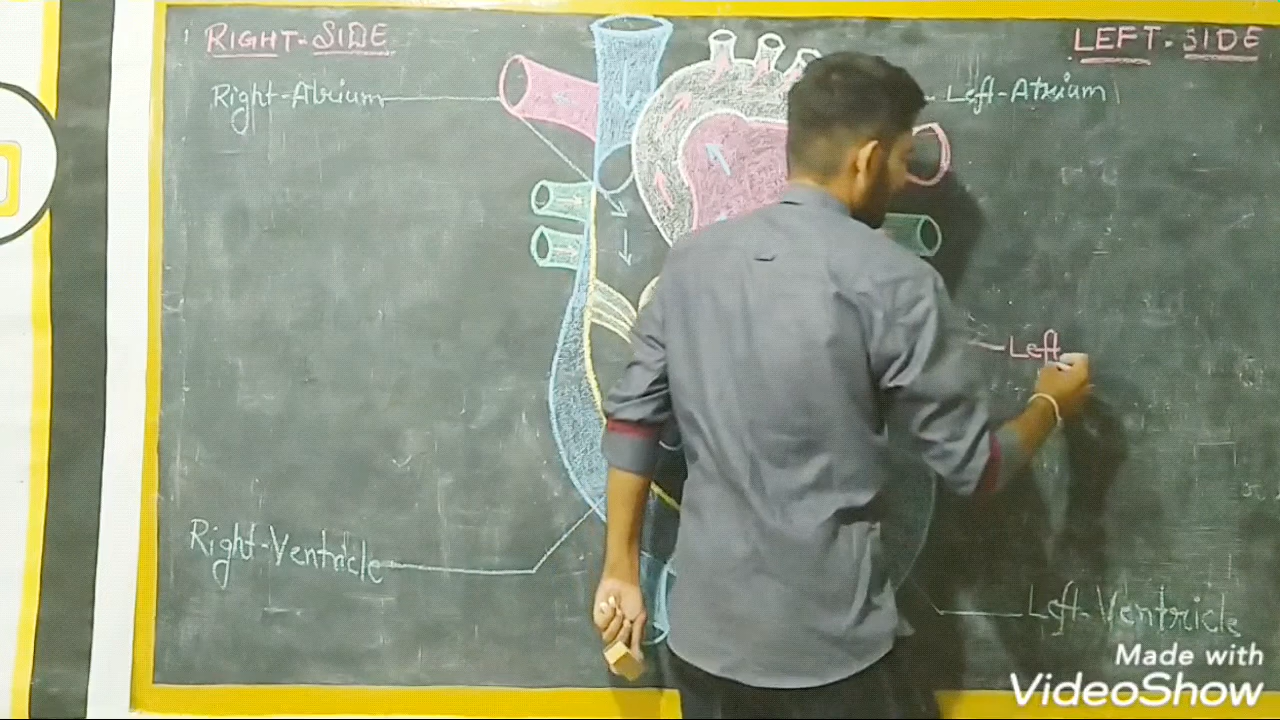 RIGHT-SIDE
LEFT-SIDE
Right-Atrium
Left-Atrium
Left
Right-Ventricle
Left-Ventricle
Made with
VideoShow